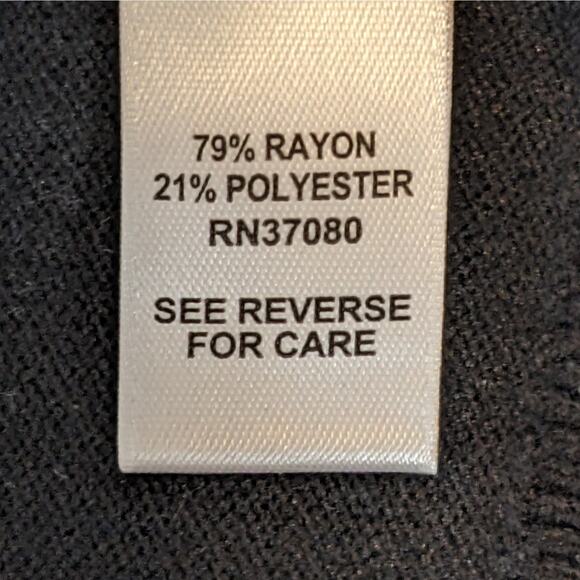 79% RAYON
21% POLYESTER
RN37080
SEE REVERSE
FOR CARE